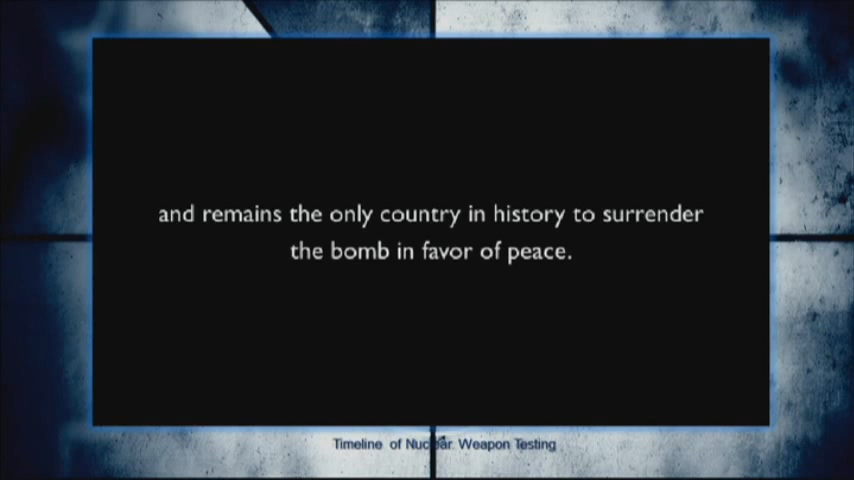 and remains the only country in history to surrender
the bomb in favor of peace.
Timeline of Nuclear Weapon Testing